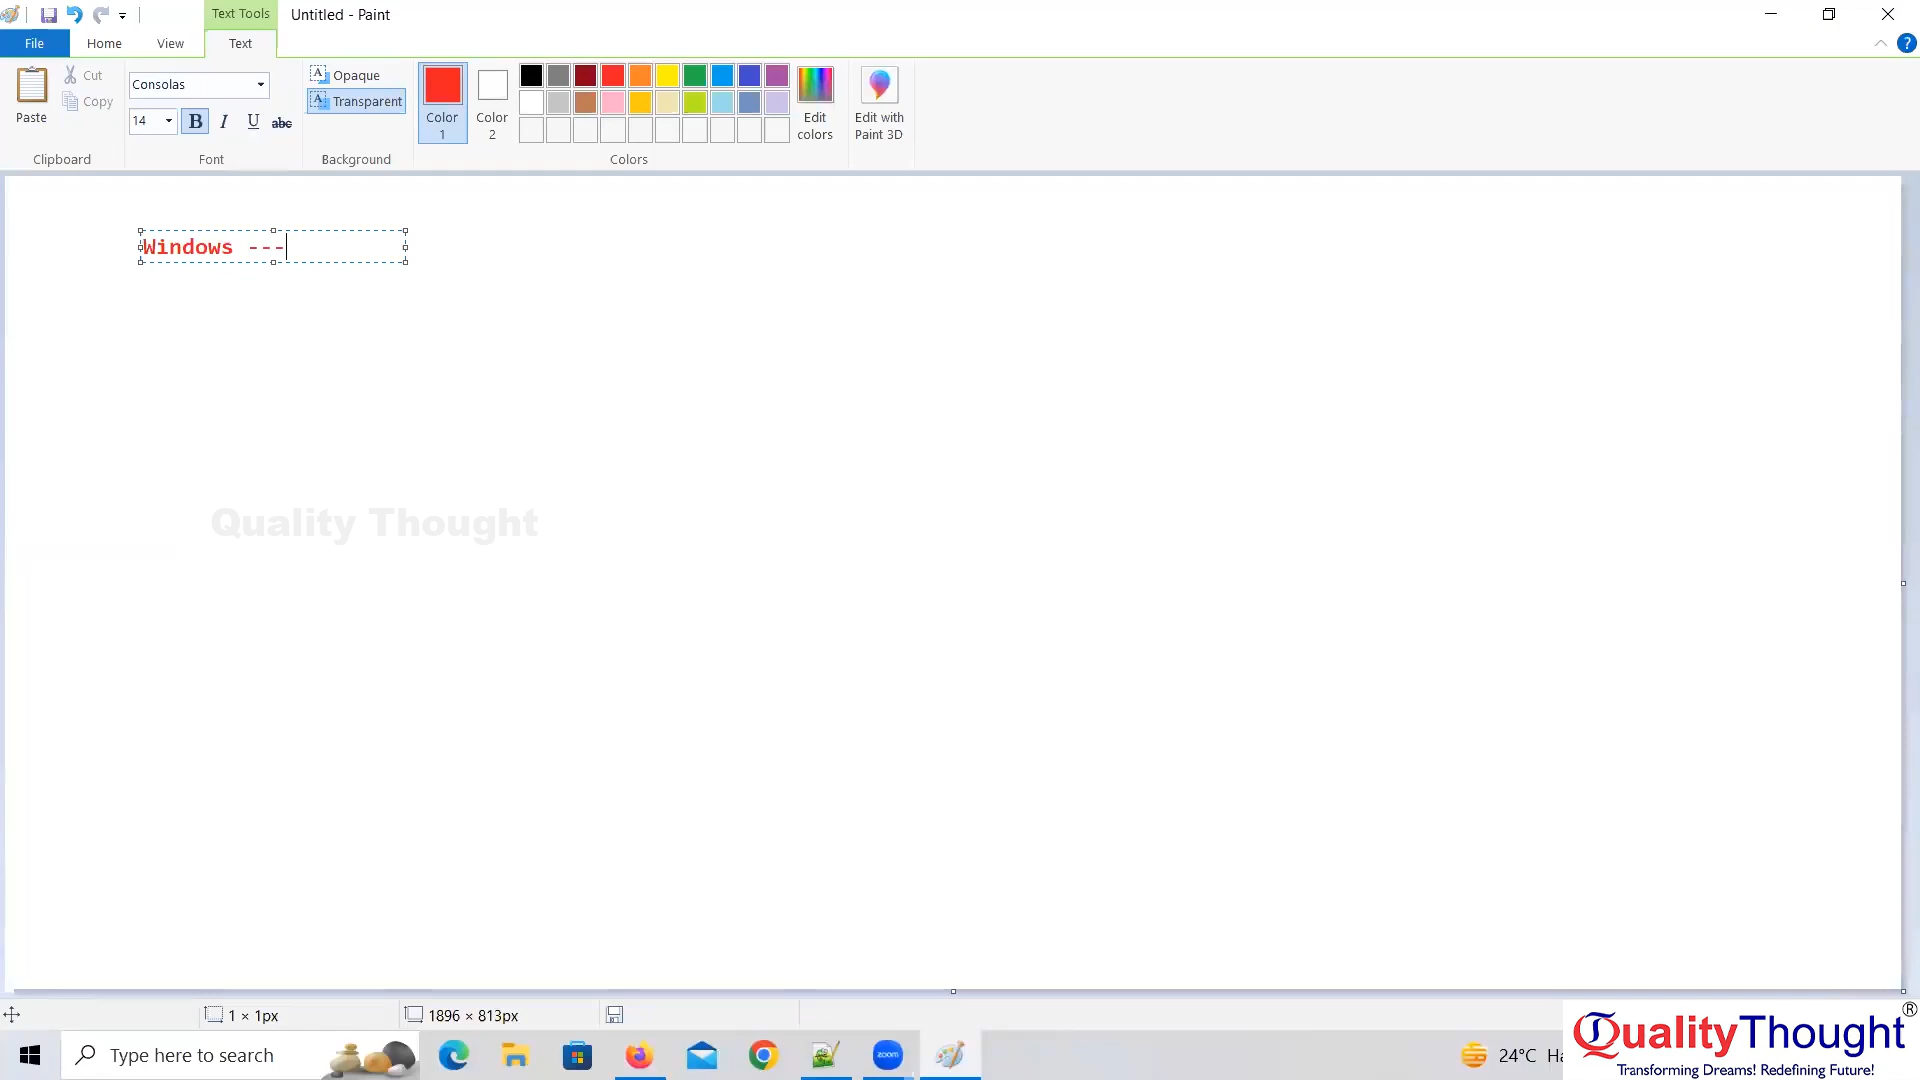 Text Tools
Untitled - Paint
File
Home
View
Text
?
Paste
Cut
Copy
Clipboard
Consolas
14
B I U abc
Font
A Opaque
A Transparent
Background
Color 1
Color 2
Edit colors
Colors
Edit with Paint 3D
Windows ---
Quality Thought
1 × 1px
1896 × 813px
Type here to search
zoom
24°C
QualityThought®
Transforming Dreams! Redefining Future!